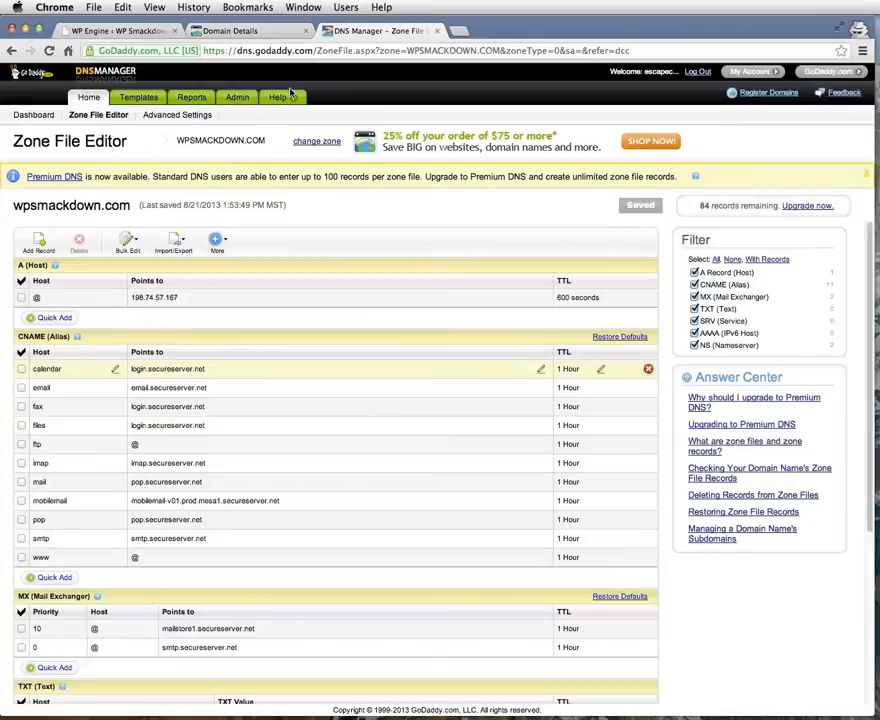 Chrome File Edit View History Bookmarks Window Users Help
WP Engine ‹ WP Smackdow × Domain Details × DNS Manager – Zone File E ×
GoDaddy.com, LLC [US] https://dns.godaddy.com/ZoneFile.aspx?zone=WPSMACKDOWN.COM&zoneType=0&sa=&refer=dcc
Go Daddy DNSMANAGER Welcome: escapec... Log Out My Account GoDaddy.com
Home Templates Reports Admin Help Register Domains Feedback
Dashboard Zone File Editor Advanced Settings
Zone File Editor WPSMACKDOWN.COM change zone
25% off your order of $75 or more*
Save BIG on websites, domain names and more.
SHOP NOW!
Premium DNS is now available. Standard DNS users are able to enter up to 100 records per zone file. Upgrade to Premium DNS and create unlimited zone file records.
wpsmackdown.com (Last saved 8/21/2013 1:53:49 PM MST) Saved 84 records remaining. Upgrade now.
Add Record Delete Bulk Edit Import/Export More
A (Host)
Host Points to TTL
@ 198.74.57.167 600 seconds
Quick Add
CNAME (Alias) Restore Defaults
Host Points to TTL
calendar login.secureserver.net 1 Hour
email email.secureserver.net 1 Hour
fax login.secureserver.net 1 Hour
files login.secureserver.net 1 Hour
ftp @ 1 Hour
imap imap.secureserver.net 1 Hour
mail pop.secureserver.net 1 Hour
mobilemail mobilemail-v01.prod.mesa1.secureserver.net 1 Hour
pop pop.secureserver.net 1 Hour
smtp smtp.secureserver.net 1 Hour
www @ 1 Hour
Quick Add
MX (Mail Exchanger) Restore Defaults
Priority Host Points to TTL
10 @ mailstore1.secureserver.net 1 Hour
0 @ smtp.secureserver.net 1 Hour
Quick Add
TXT (Text)
Host TXT Value TTL
Filter
Select: All, None, With Records
A Record (Host) 1
CNAME (Alias) 11
MX (Mail Exchanger) 2
TXT (Text) 0
SRV (Service) 0
AAAA (IPv6 Host) 0
NS (Nameserver) 2
Answer Center
Why should I upgrade to Premium
DNS?
Upgrading to Premium DNS
What are zone files and zone
records?
Checking Your Domain Name's Zone
File Records
Deleting Records from Zone Files
Restoring Zone File Records
Managing a Domain Name's
Subdomains
Copyright © 1999-2013 GoDaddy.com, LLC. All rights reserved.